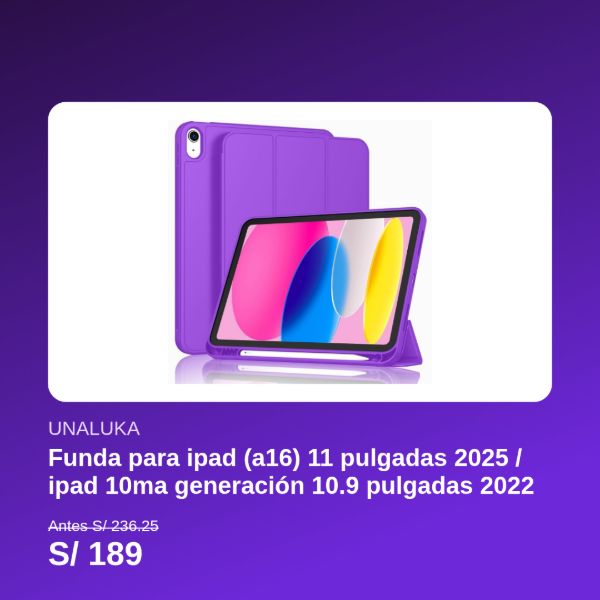 UNALUKA
Funda para ipad (a16) 11 pulgadas 2025 /
ipad 10ma generación 10.9 pulgadas 2022
Antes S/ 236.25
S/ 189